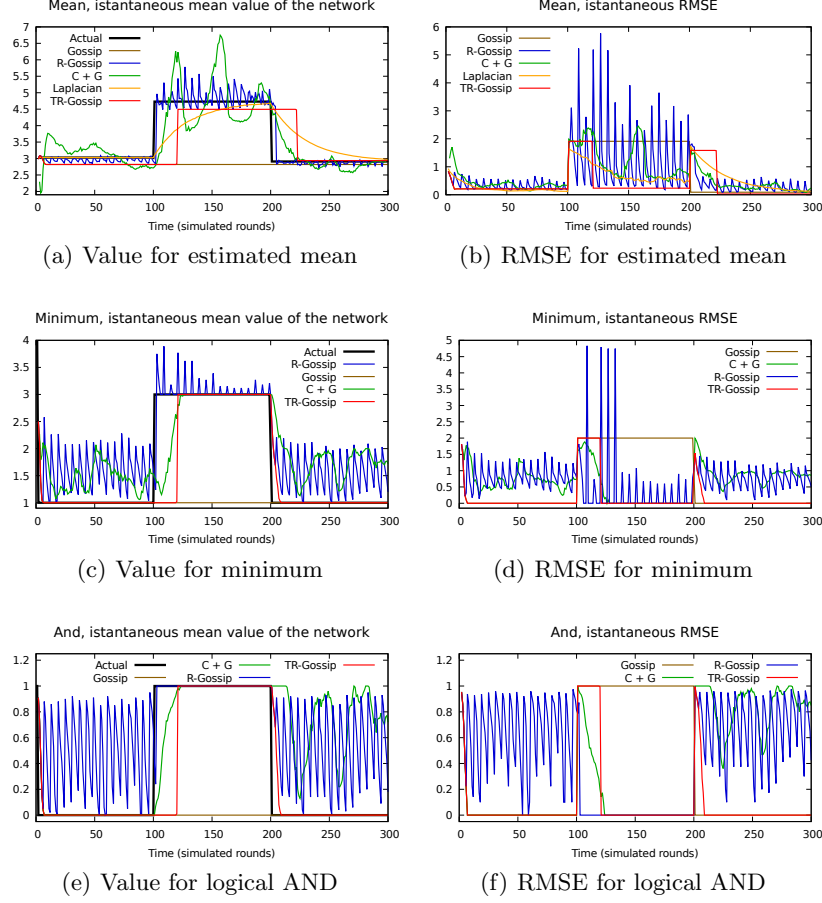 Mean, istantaneous mean value of the network
7
6.5
6
5.5
5
4.5
4
3.5
3
2.5
2
Actual
Gossip
R-Gossip
C + G
Laplacian
TR-Gossip
0 50 100 150 200 250 300
Time (simulated rounds)
(a) Value for estimated mean
Mean, istantaneous RMSE
6
5
4
3
2
1
0
Gossip
R-Gossip
C + G
Laplacian
TR-Gossip
0 50 100 150 200 250 300
Time (simulated rounds)
(b) RMSE for estimated mean
Minimum, istantaneous mean value of the network
4
3.5
3
2.5
2
1.5
1
Actual
R-Gossip
Gossip
C + G
TR-Gossip
0 50 100 150 200 250 300
Time (simulated rounds)
(c) Value for minimum
Minimum, istantaneous RMSE
5
4.5
4
3.5
3
2.5
2
1.5
1
0.5
0
Gossip
C + G
R-Gossip
TR-Gossip
0 50 100 150 200 250 300
Time (simulated rounds)
(d) RMSE for minimum
And, istantaneous mean value of the network
1.2
1
0.8
0.6
0.4
0.2
0
Actual C + G TR-Gossip
Gossip R-Gossip
0 50 100 150 200 250 300
Time (simulated rounds)
(e) Value for logical AND
And, istantaneous RMSE
1.2
1
0.8
0.6
0.4
0.2
0
Gossip R-Gossip
C + G TR-Gossip
0 50 100 150 200 250 300
Time (simulated rounds)
(f) RMSE for logical AND